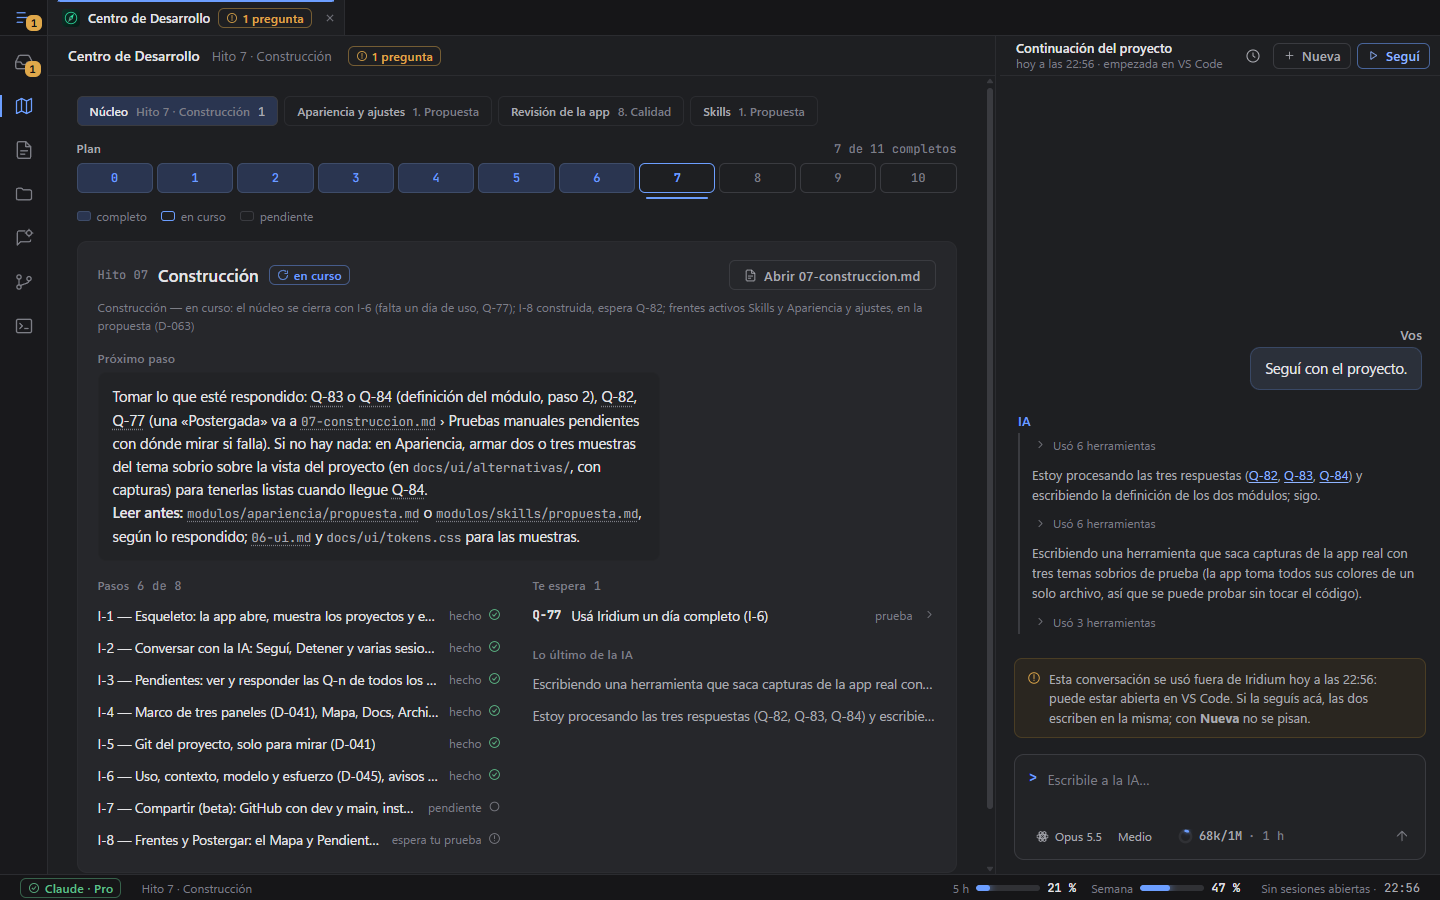 1
Centro de Desarrollo
1 pregunta
1
Centro de Desarrollo Hito 7 · Construcción
1 pregunta
Núcleo Hito 7 · Construcción 1
Apariencia y ajustes 1. Propuesta
Revisión de la app 8. Calidad
Skills 1. Propuesta
Plan
7 de 11 completos
0 1 2 3 4 5 6 7 8 9 10
completo en curso pendiente
Hito 07 Construcción en curso
Abrir 07-construccion.md
Construcción — en curso: el núcleo se cierra con I-6 (falta un día de uso, Q-77); I-8 construida, espera Q-82; frentes activos Skills y Apariencia y ajustes, en la
propuesta (D-063)
Próximo paso
Tomar lo que esté respondido: Q-83 o Q-84 (definición del módulo, paso 2), Q-82,
Q-77 (una «Postergada» va a 07-construccion.md › Pruebas manuales pendientes
con dónde mirar si falla). Si no hay nada: en Apariencia, armar dos o tres muestras
del tema sobrio sobre la vista del proyecto (en docs/ui/alternativas/, con
capturas) para tenerlas listas cuando llegue Q-84.
Leer antes: modulos/apariencia/propuesta.md o modulos/skills/propuesta.md,
según lo respondido; 06-ui.md y docs/ui/tokens.css para las muestras.
Pasos 6 de 8
I-1 — Esqueleto: la app abre, muestra los proyectos y e... hecho
I-2 — Conversar con la IA: Seguí, Detener y varias sesio... hecho
I-3 — Pendientes: ver y responder las Q-n de todos los ... hecho
I-4 — Marco de tres paneles (D-041), Mapa, Docs, Archi... hecho
I-5 — Git del proyecto, solo para mirar (D-041) hecho
I-6 — Uso, contexto, modelo y esfuerzo (D-045), avisos ... hecho
I-7 — Compartir (beta): GitHub con dev y main, inst... pendiente
I-8 — Frentes y Postergar: el Mapa y Pendient... espera tu prueba
Te espera 1
Q-77 Usá Iridium un día completo (I-6) prueba
Lo último de la IA
Escribiendo una herramienta que saca capturas de la app real con...
Estoy procesando las tres respuestas (Q-82, Q-83, Q-84) y escribie...
Continuación del proyecto
hoy a las 22:56 · empezada en VS Code
Nueva
Seguí
Vos
Seguí con el proyecto.
IA
Usó 6 herramientas
Estoy procesando las tres respuestas (Q-82, Q-83, Q-84) y
escribiendo la definición de los dos módulos; sigo.
Usó 6 herramientas
Escribiendo una herramienta que saca capturas de la app real con
tres temas sobrios de prueba (la app toma todos sus colores de un
solo archivo, así que se puede probar sin tocar el código).
Usó 3 herramientas
Esta conversación se usó fuera de Iridium hoy a las 22:56:
puede estar abierta en VS Code. Si la seguís acá, las dos
escriben en la misma; con Nueva no se pisan.
> Escribile a la IA...
Opus 5.5 Medio 68k/1M · 1 h
Claude · Pro
Hito 7 · Construcción
5 h 21 %
Semana 47 %
Sin sesiones abiertas · 22:56